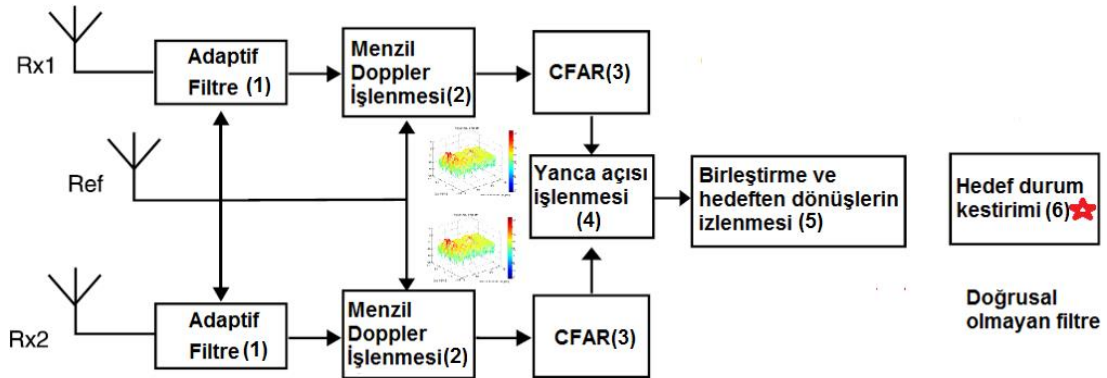 Rx1
Adaptif
Filtre (1)
Menzil
Doppler
İşlenmesi(2)
CFAR(3)
Ref
Yanca açısı
işlenmesi
(4)
Birleştirme ve
hedeften dönüşlerin
izlenmesi (5)
Hedef durum
kestirimi (6)
Rx2
Adaptif
Filtre(1)
Menzil
Doppler
İşlenmesi(2)
CFAR(3)
Doğrusal
olmayan filtre